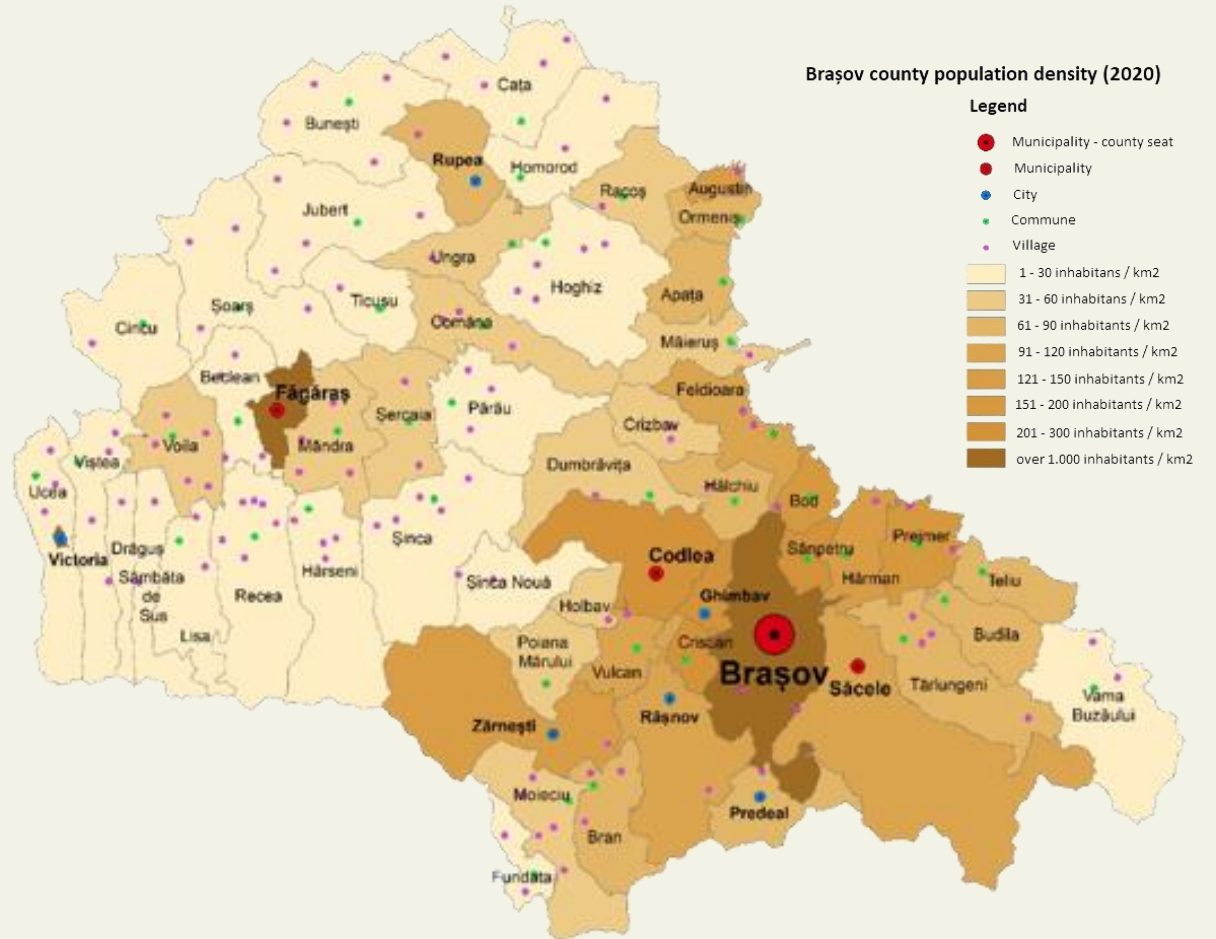 Brașov county population density (2020)
Legend
Municipality - county seat
Municipality
City
Commune
Village
1 - 30 inhabitans / km2
31 - 60 inhabitans / km2
61 - 90 inhabitants / km2
91 - 120 inhabitants / km2
121 - 150 inhabitants / km2
151 - 200 inhabitants / km2
201 - 300 inhabitants / km2
over 1.000 inhabitants / km2
Cața
Bunești
Rupea
Homorod
Racoș
Augustin
Ormeniș
Jubert
Ungra
Hoghiz
Apața
Ticușu
Șoarș
Cincu
Comăna
Măieruș
Beclean
Făgăraș
Șercaia
Părău
Feldioara
Crizbav
Mândra
Voila
Viștea
Ucea
Dumbrăvița
Hălchiu
Bod
Victoria
Drăguș
Sâmbăta
de
Sus
Lisa
Recea
Hârseni
Șinca
Șinca Nouă
Codlea
Sânpetru
Prejmer
Hărman
Teliu
Holbav
Ghimbav
Cristian
Poiana
Mărului
Vulcan
Brașov
Săcele
Budila
Tărlungeni
Vama
Buzăului
Râșnov
Zărnești
Moieciu
Predeal
Bran
Fundata